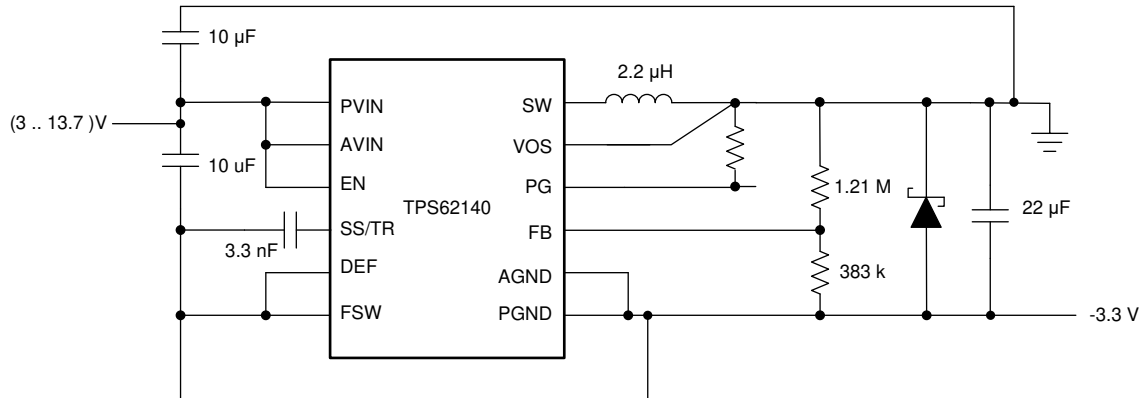 10 µF
2.2 µH
PVIN
SW
(3 .. 13.7 )V
AVIN
VOS
10 uF
EN
PG
TPS62140
1.21 M
SS/TR
FB
22 µF
3.3 nF
DEF
AGND
383 k
FSW
PGND
-3.3 V